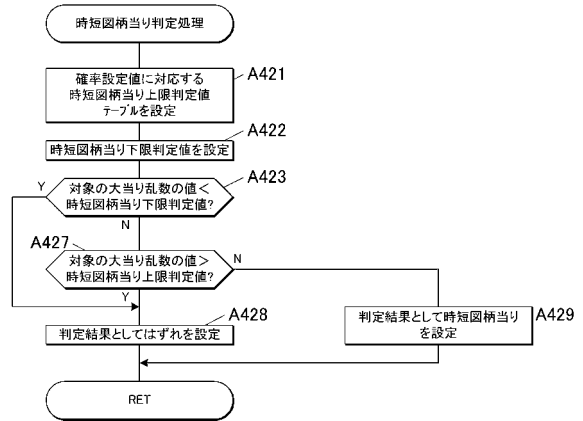 時短図柄当り判定処理
A421
確率設定値に対応する
時短図柄当り上限判定値
テーブルを設定
A422
時短図柄当り下限判定値を設定
A423
Y
対象の大当り乱数の値<
時短図柄当り下限判定値?
N
A427
対象の大当り乱数の値>
時短図柄当り上限判定値?
N
Y
A428
判定結果としてはずれを設定
判定結果として時短図柄当り
を設定
A429
RET